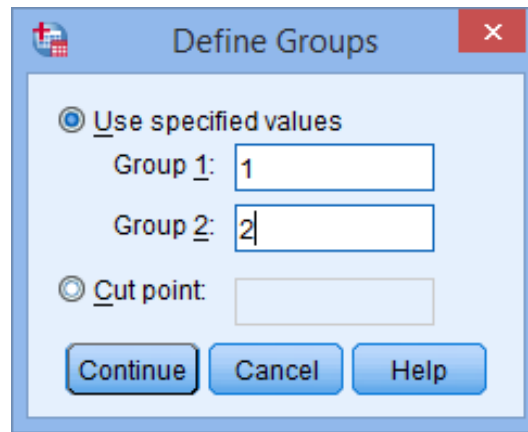 Define Groups
Use specified values
Group 1: 1
Group 2: 2
Cut point:
Continue Cancel Help